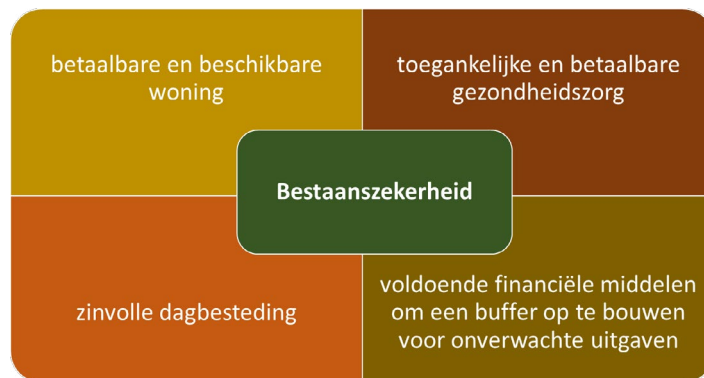 betaalbare en beschikbare
woning
toegankelijke en betaalbare
gezondheidszorg
Bestaanszekerheid
zinvolle dagbesteding
voldoende financiële middelen
om een buffer op te bouwen
voor onverwachte uitgaven